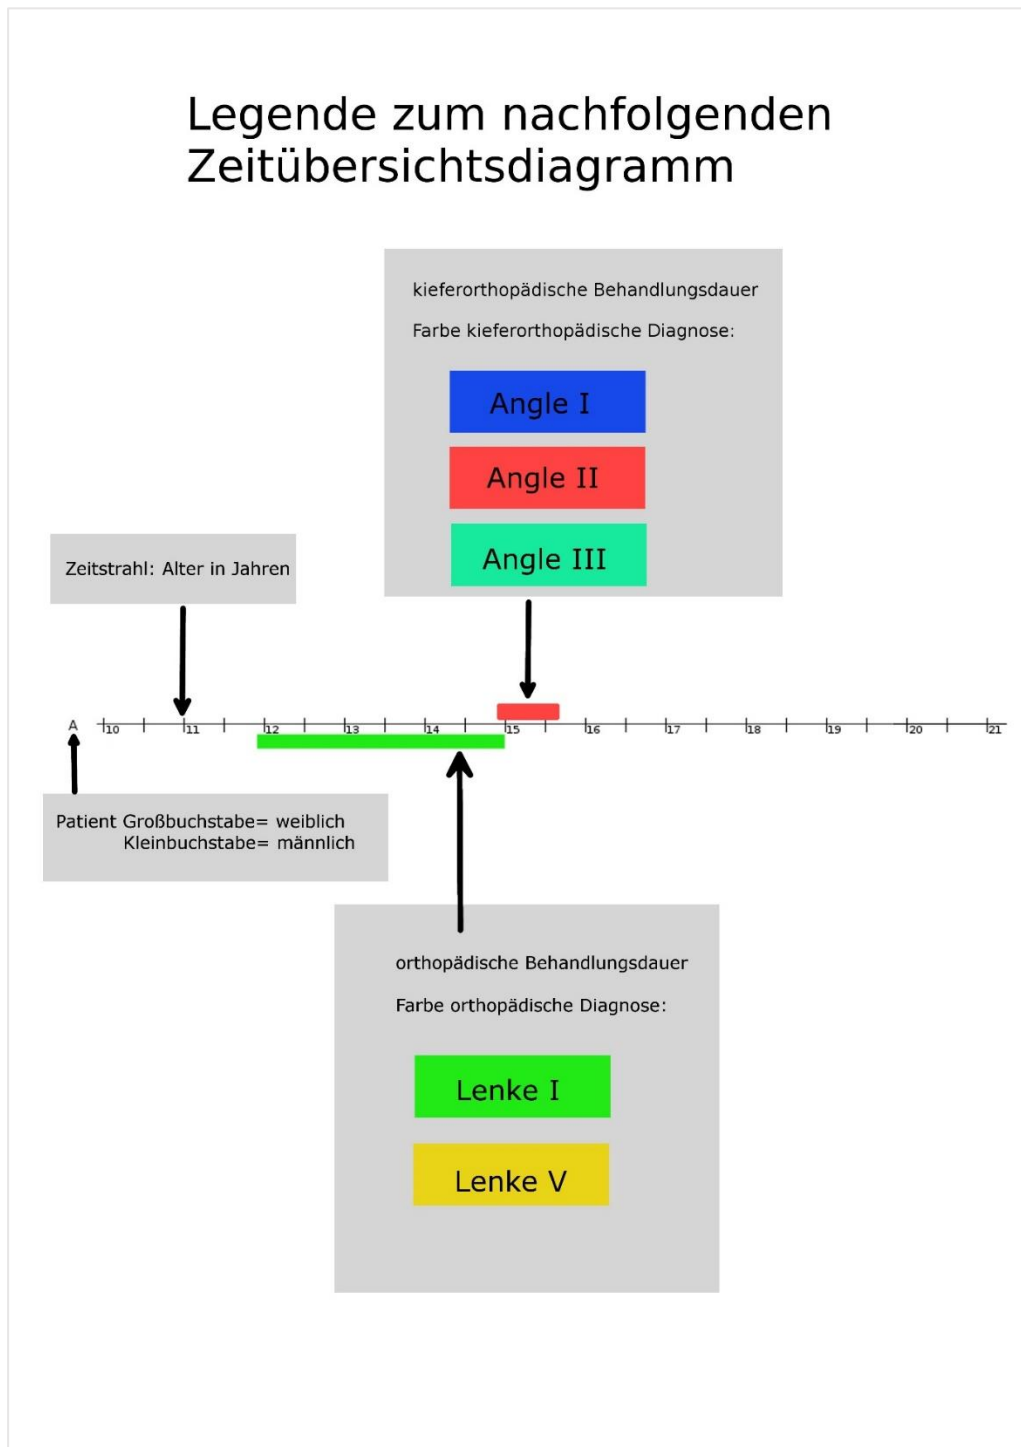 Legende zum nachfolgenden
Zeitübersichtsdiagramm
kieferorthopädische Behandlungsdauer
Farbe kieferorthopädische Diagnose:
Angle I
Angle II
Angle III
Zeitstrahl: Alter in Jahren
A 10 11 12 13 14 15 16 17 18 19 20 21
Patient Großbuchstabe= weiblich
Kleinbuchstabe= männlich
orthopädische Behandlungsdauer
Farbe orthopädische Diagnose:
Lenke I
Lenke V